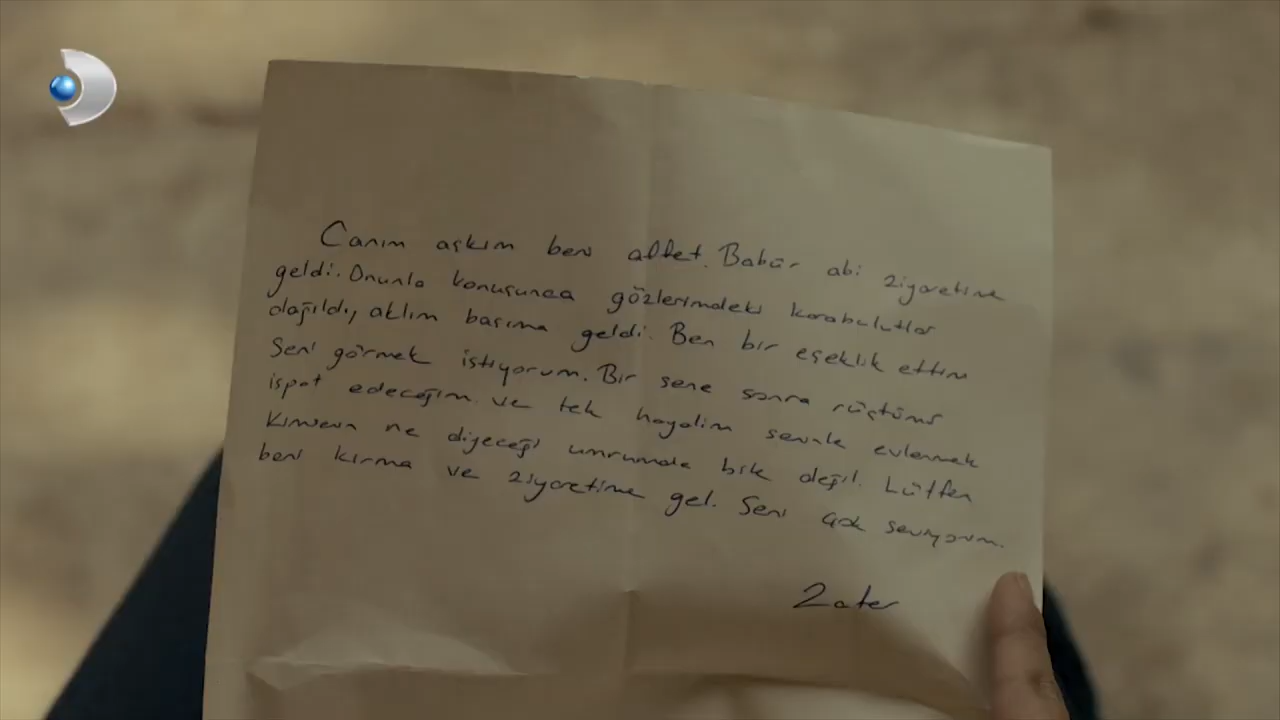 Canım aşkım beni affet. Babür abi ziyaretime
geldi. Onunla konuşunca gözlerimdeki karabulutlar
dağıldı, aklım başıma geldi. Ben bir eşeklik ettim
Seni görmek istiyorum. Bir sene sonra rüştümü
ispat edeceğim ve tek hayalim seninle evlenmek
Kimsenin ne diyeceği umrumda bile değil. Lütfen
beni kırma ve ziyaretime gel. Seni çok seviyorum.
Zafer